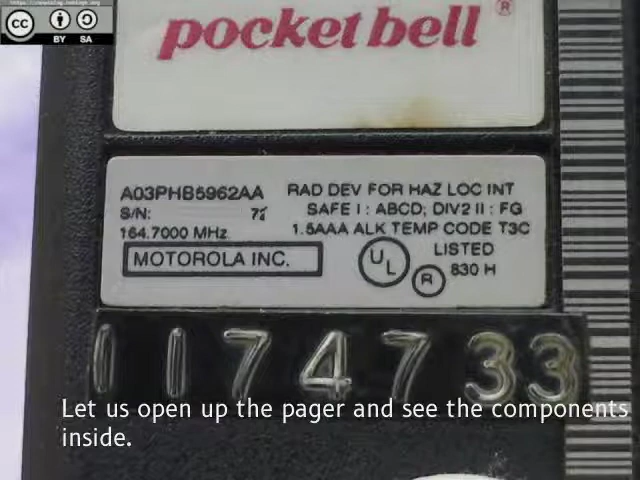 BY SA
pocket bell ®
A03PHB5962AA RAD DEV FOR HAZ LOC INT
S/N: SAFE I : ABCD; DIV2 II : FG
164.7000 MHz 1.5AAA ALK TEMP CODE T3C
MOTOROLA INC. UL R LISTED
830 H
1174733
Let us open up the pager and see the components
inside.